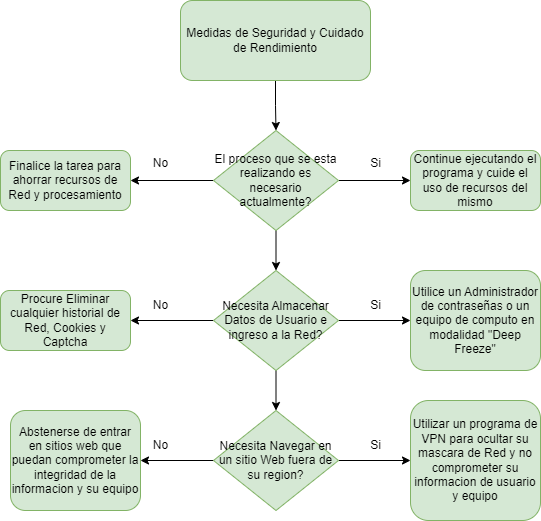 Medidas de Seguridad y Cuidado
de Rendimiento
Finalice la tarea para
ahorrar recursos de
Red y procesamiento
No
El proceso que se esta
realizando es
necesario
actualmente?
Si
Continue ejecutando el
programa y cuide el
uso de recursos del
mismo
Procure Eliminar
cualquier historial de
Red, Cookies y
Captcha
No
Necesita Almacenar
Datos de Usuario e
ingreso a la Red?
Si
Utilice un Administrador
de contraseñas o un
equipo de computo en
modalidad "Deep
Freeze"
Abstenerse de entrar
en sitios web que
puedan comprometer la
integridad de la
informacion y su equipo
No
Necesita Navegar en
un sitio Web fuera de
su region?
Si
Utilizar un programa de
VPN para ocultar su
mascara de Red y no
comprometer su
informacion de usuario
y equipo